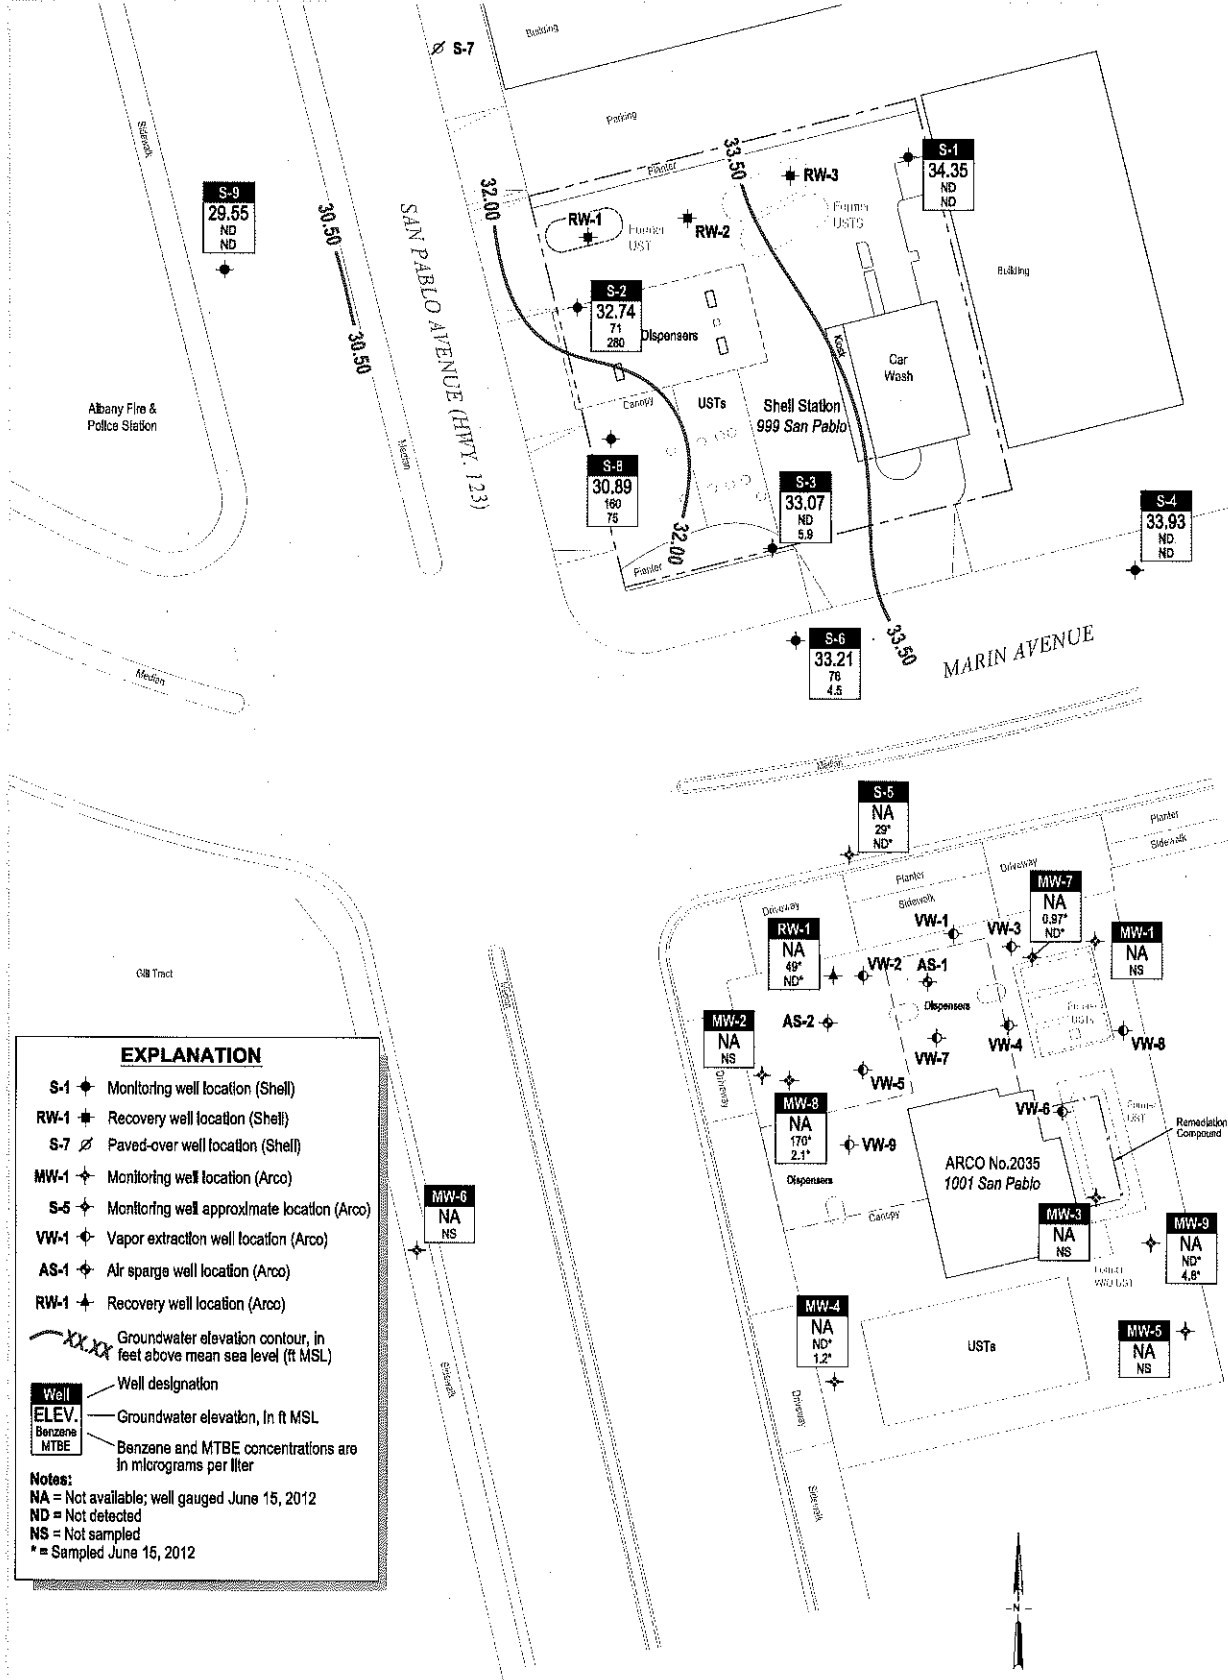 Building
S-7
Sidewalk
Parking
Planter
33.50
RW-3
S-1
34.35
ND
ND
S-9
29.55
ND
ND
32.00
30.50
SAN PABLO AVENUE (HWY. 123)
RW-1
Former
UST
RW-2
Former
USTS
Building
S-2
32.74
71
280
Dispensers
30.50
Kiosk
Car
Wash
Albany Fire &
Police Station
Canopy
USTs
Shell Station
999 San Pablo
Median
S-8
30.89
160
75
S-3
33.07
ND
5.9
S-4
33.93
ND
ND
32.00
Planter
S-6
33.21
76
4.5
33.50
MARIN AVENUE
Median
Median
S-5
NA
29*
ND*
Planter
Sidewalk
Driveway
Planter
Sidewalk
Driveway
MW-7
NA
0.97*
ND*
RW-1
NA
49*
ND*
VW-1
VW-3
MW-1
NA
NS
Gill Tract
Median
VW-2
AS-1
Dispensers
Former
USTs
MW-2
NA
NS
AS-2
VW-7
VW-4
VW-8
Driveway
VW-5
MW-8
NA
170*
2.1*
VW-6
Former
UST
Remediation
Compound
VW-9
Dispensers
ARCO No.2035
1001 San Pablo
Canopy
MW-6
NA
NS
MW-3
NA
NS
MW-9
NA
ND*
4.8*
Former
W/O UST
MW-4
NA
ND*
1.2*
USTs
MW-5
NA
NS
Sidewalk
Driveway
Sidewalk
EXPLANATION
S-1 Monitoring well location (Shell)
RW-1 Recovery well location (Shell)
S-7 Paved-over well location (Shell)
MW-1 Monitoring well location (Arco)
S-5 Monitoring well approximate location (Arco)
VW-1 Vapor extraction well location (Arco)
AS-1 Air sparge well location (Arco)
RW-1 Recovery well location (Arco)
XX.XX Groundwater elevation contour, in
feet above mean sea level (ft MSL)
Well
ELEV.
Benzene
MTBE
Well designation
Groundwater elevation, in ft MSL
Benzene and MTBE concentrations are
in micrograms per liter
Notes:
NA = Not available; well gauged June 15, 2012
ND = Not detected
NS = Not sampled
* = Sampled June 15, 2012
N